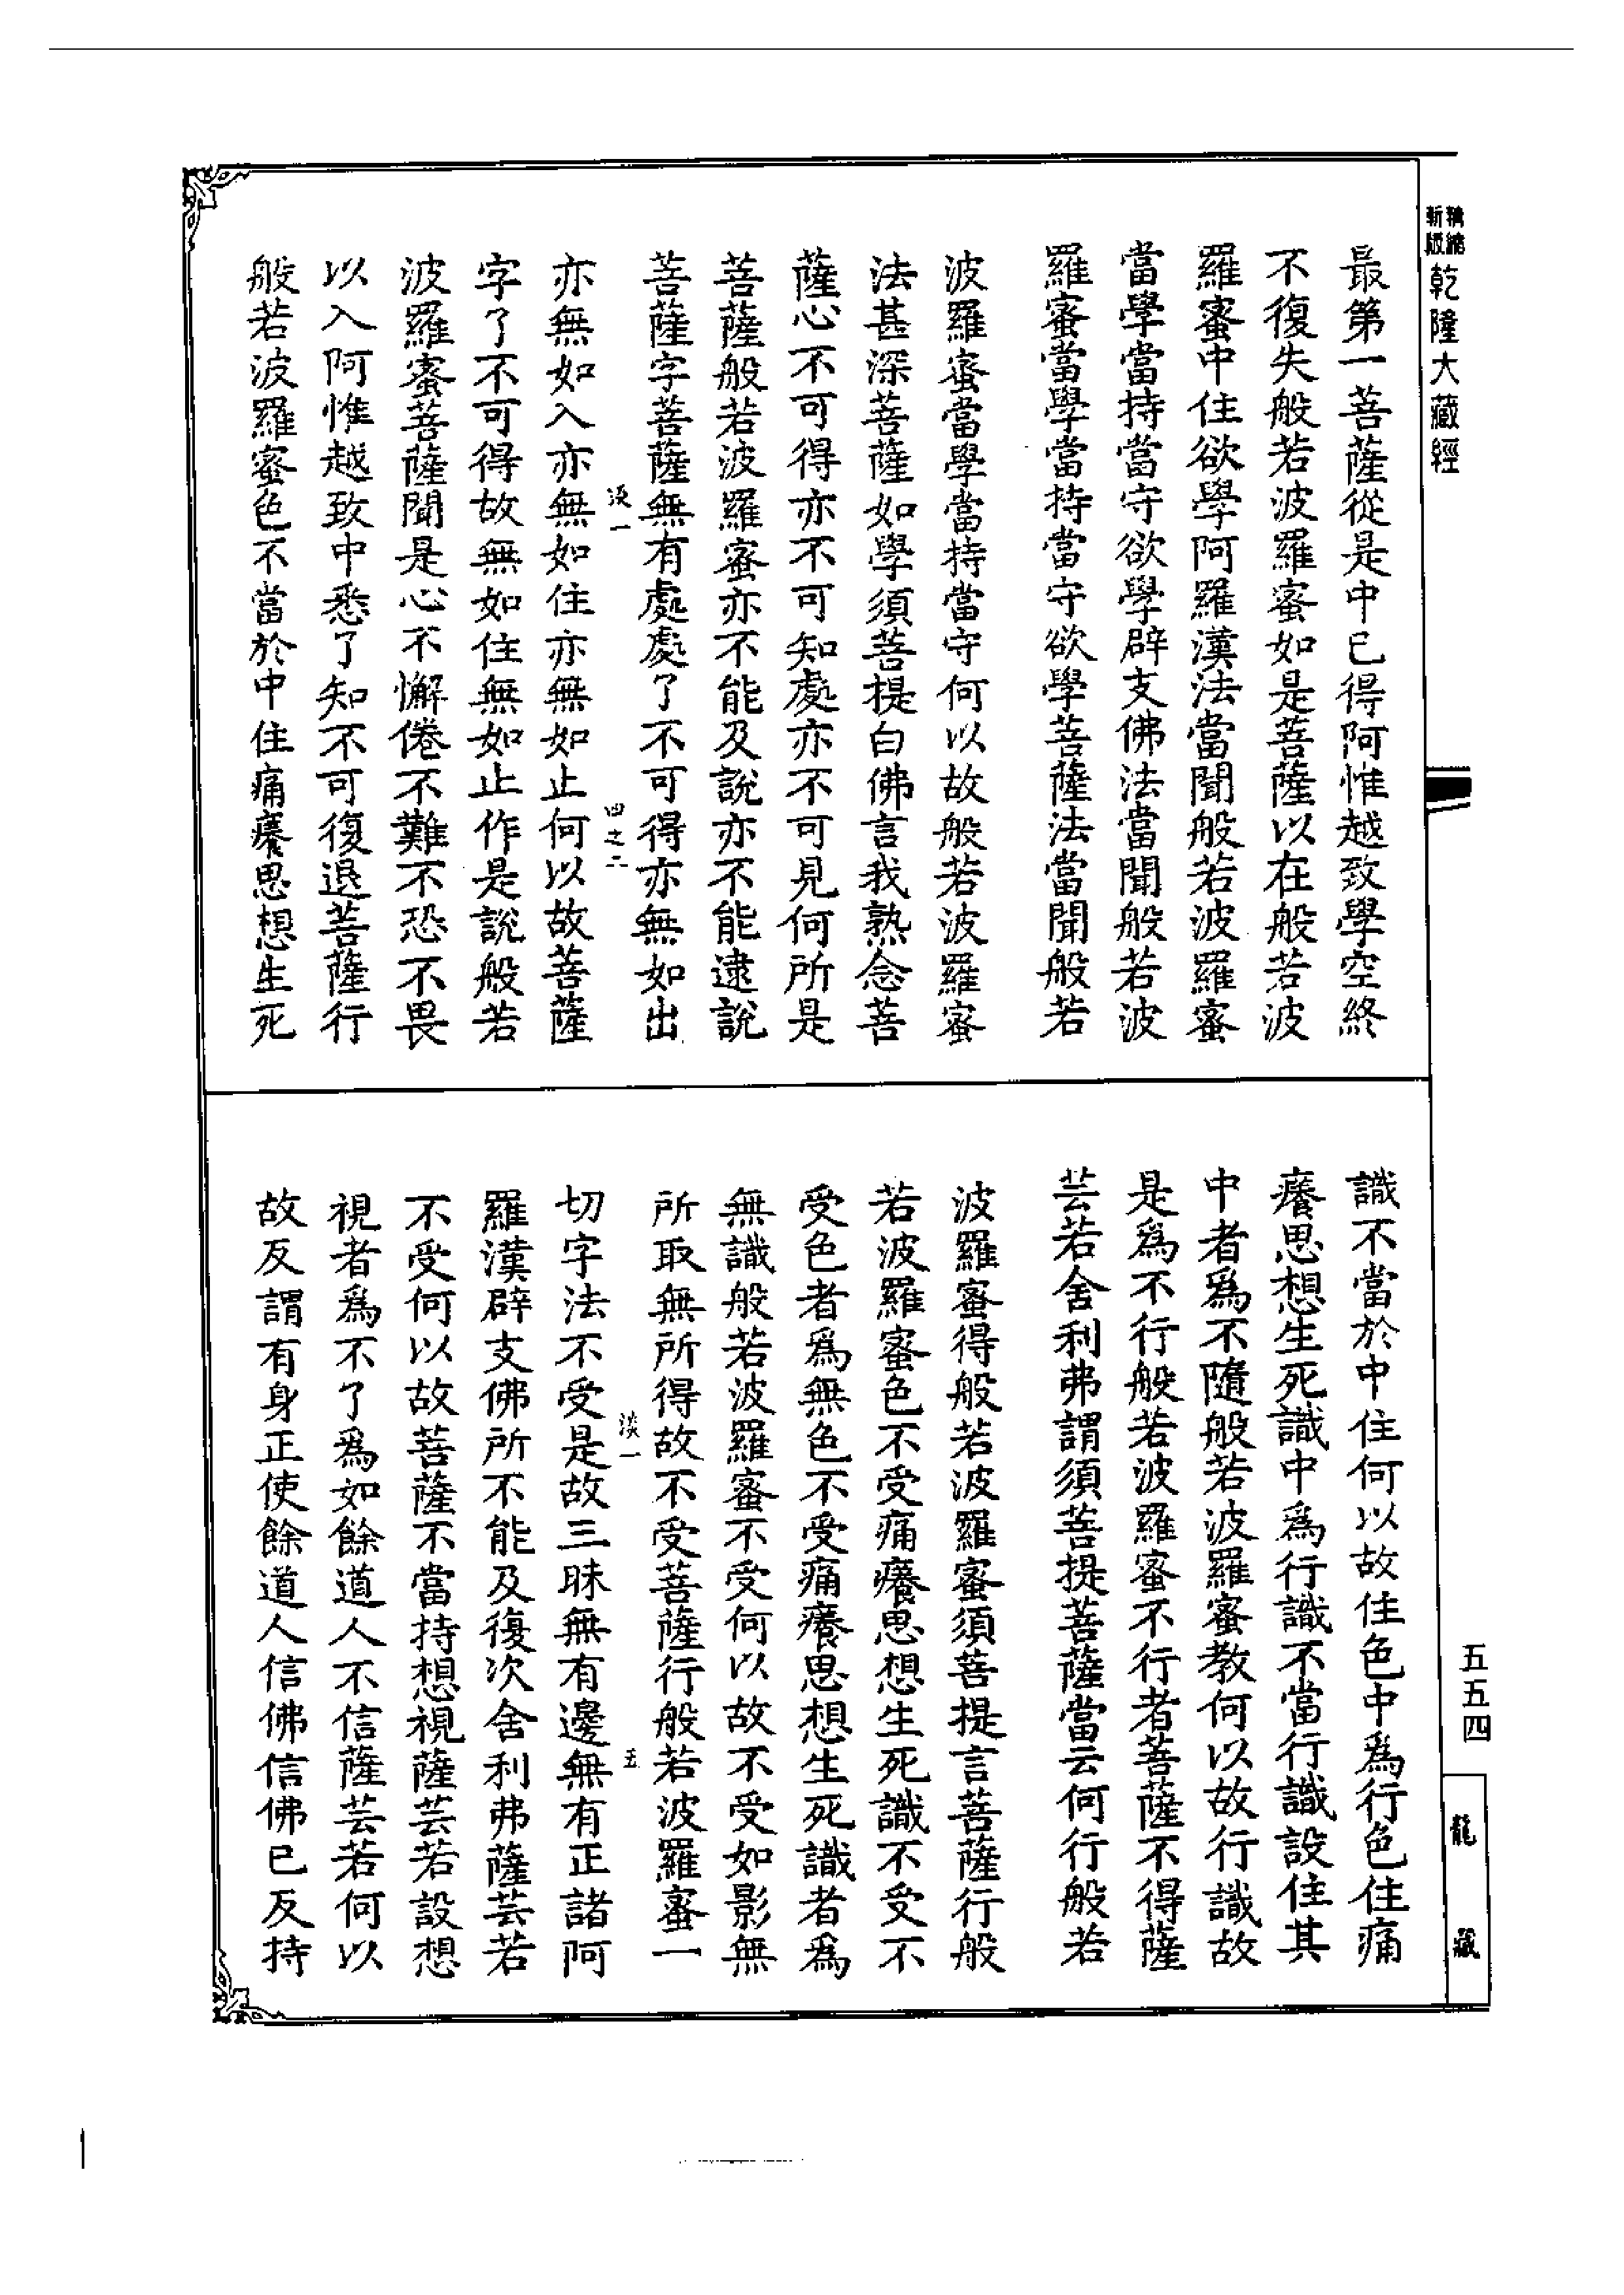 精縮新版乾隆大藏經
最第一菩薩從是中已得阿惟越致學空終
不復失般若波羅蜜如是菩薩以在般若波
羅蜜中住欲學阿羅漢法當聞般若波羅蜜
當學當持當守欲學辟支佛法當聞般若波
羅蜜當學當持當守欲學菩薩法當聞般若
波羅蜜當學當持當守何以故般若波羅蜜
法甚深菩薩如學須菩提白佛言我熟念菩
薩心不可得亦不可知處亦不可見何所是
菩薩般若波羅蜜亦不能及說亦不能逮說
菩薩字菩薩無有處處了不可得亦無如出
淡一 四之二
亦無如入亦無如住亦無如止何以故菩薩
字了不可得故無如住無如止作是說般若
波羅蜜菩薩聞是心不懈倦不難不恐不畏
以入阿惟越致中悉了知不可復退菩薩行
般若波羅蜜色不當於中住痛癢思想生死
識不當於中住何以故住色中為行色住痛
癢思想生死識中為行識不當行識設住其
中者為不隨般若波羅蜜教何以故行識故
是為不行般若波羅蜜不行者菩薩不得薩
芸若舍利弗謂須菩提菩薩當云何行般若
波羅蜜得般若波羅蜜須菩提言菩薩行般
若波羅蜜色不受痛癢思想生死識不受不
受色者為無色不受痛癢思想生死識者為
無識般若波羅蜜不受何以故不受如影無
所取無所得故不受菩薩行般若波羅蜜一
淡一 五
切字法不受是故三昧無有邊無有正諸阿
羅漢辟支佛所不能及復次舍利弗薩芸若
不受何以故菩薩不當持想視薩芸若設想
視者為不了為如餘道人不信薩芸若何以
故反謂有身正使餘道人信佛信佛已反持
五五四
龍藏